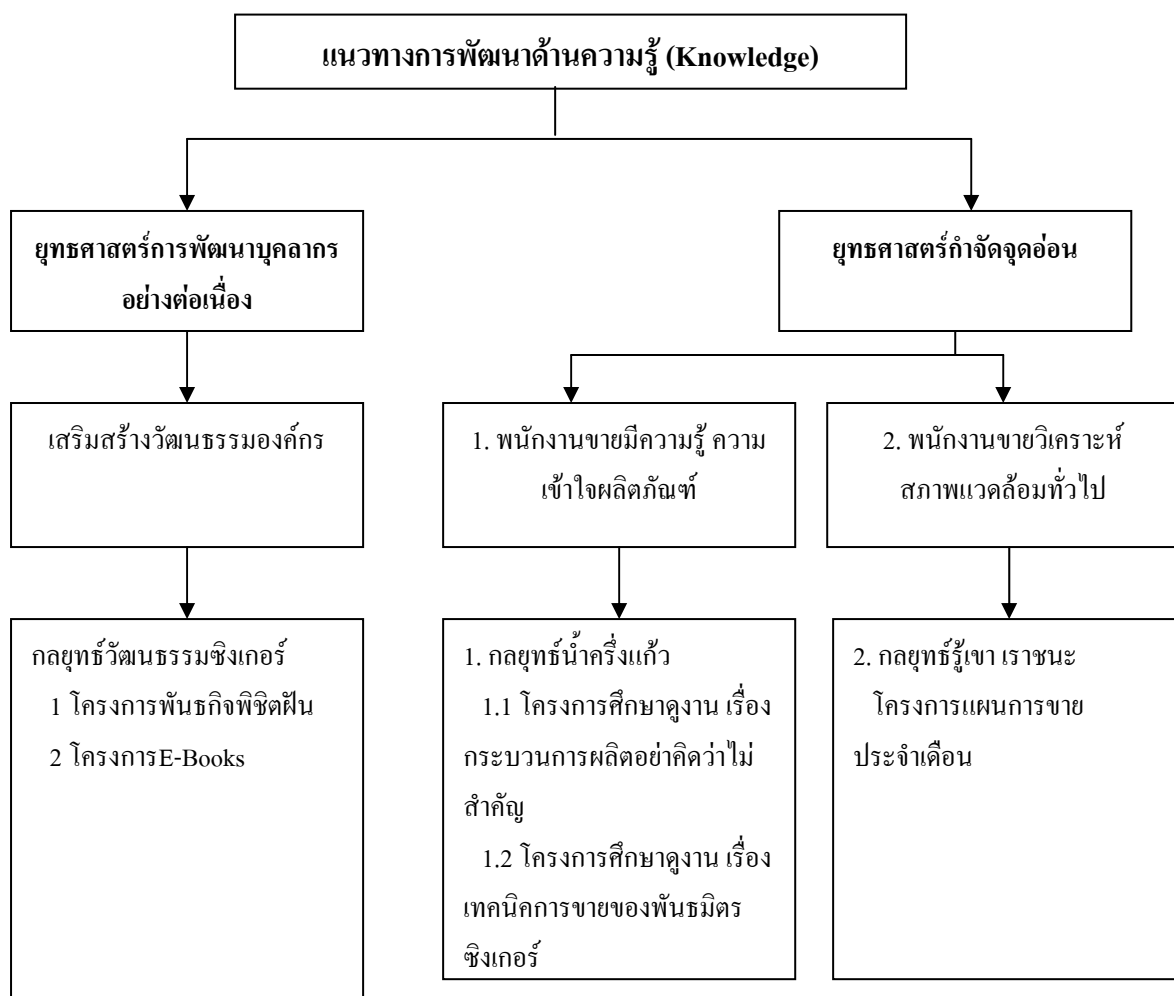 แนวทางการพัฒนาด้านความรู้ (Knowledge)
ยุทธศาสตร์การพัฒนาบุคลากร
อย่างต่อเนื่อง
ยุทธศาสตร์กำจัดจุดอ่อน
เสริมสร้างวัฒนธรรมองค์กร
1. พนักงานขายมีความรู้ ความ
เข้าใจผลิตภัณฑ์
2. พนักงานขายวิเคราะห์
สภาพแวดล้อมทั่วไป
กลยุทธ์วัฒนธรรมซิงเกอร์
1 โครงการพันธกิจพิชิตฝัน
2 โครงการE-Books
1. กลยุทธ์น้ำครึ่งแก้ว
1.1 โครงการศึกษาดูงาน เรื่อง
กระบวนการผลิตอย่าคิดว่าไม่
สำคัญ
1.2 โครงการศึกษาดูงาน เรื่อง
เทคนิคการขายของพันธมิตร
ซิงเกอร์
2. กลยุทธ์รู้เขา เราชนะ
โครงการแผนการขาย
ประจำเดือน